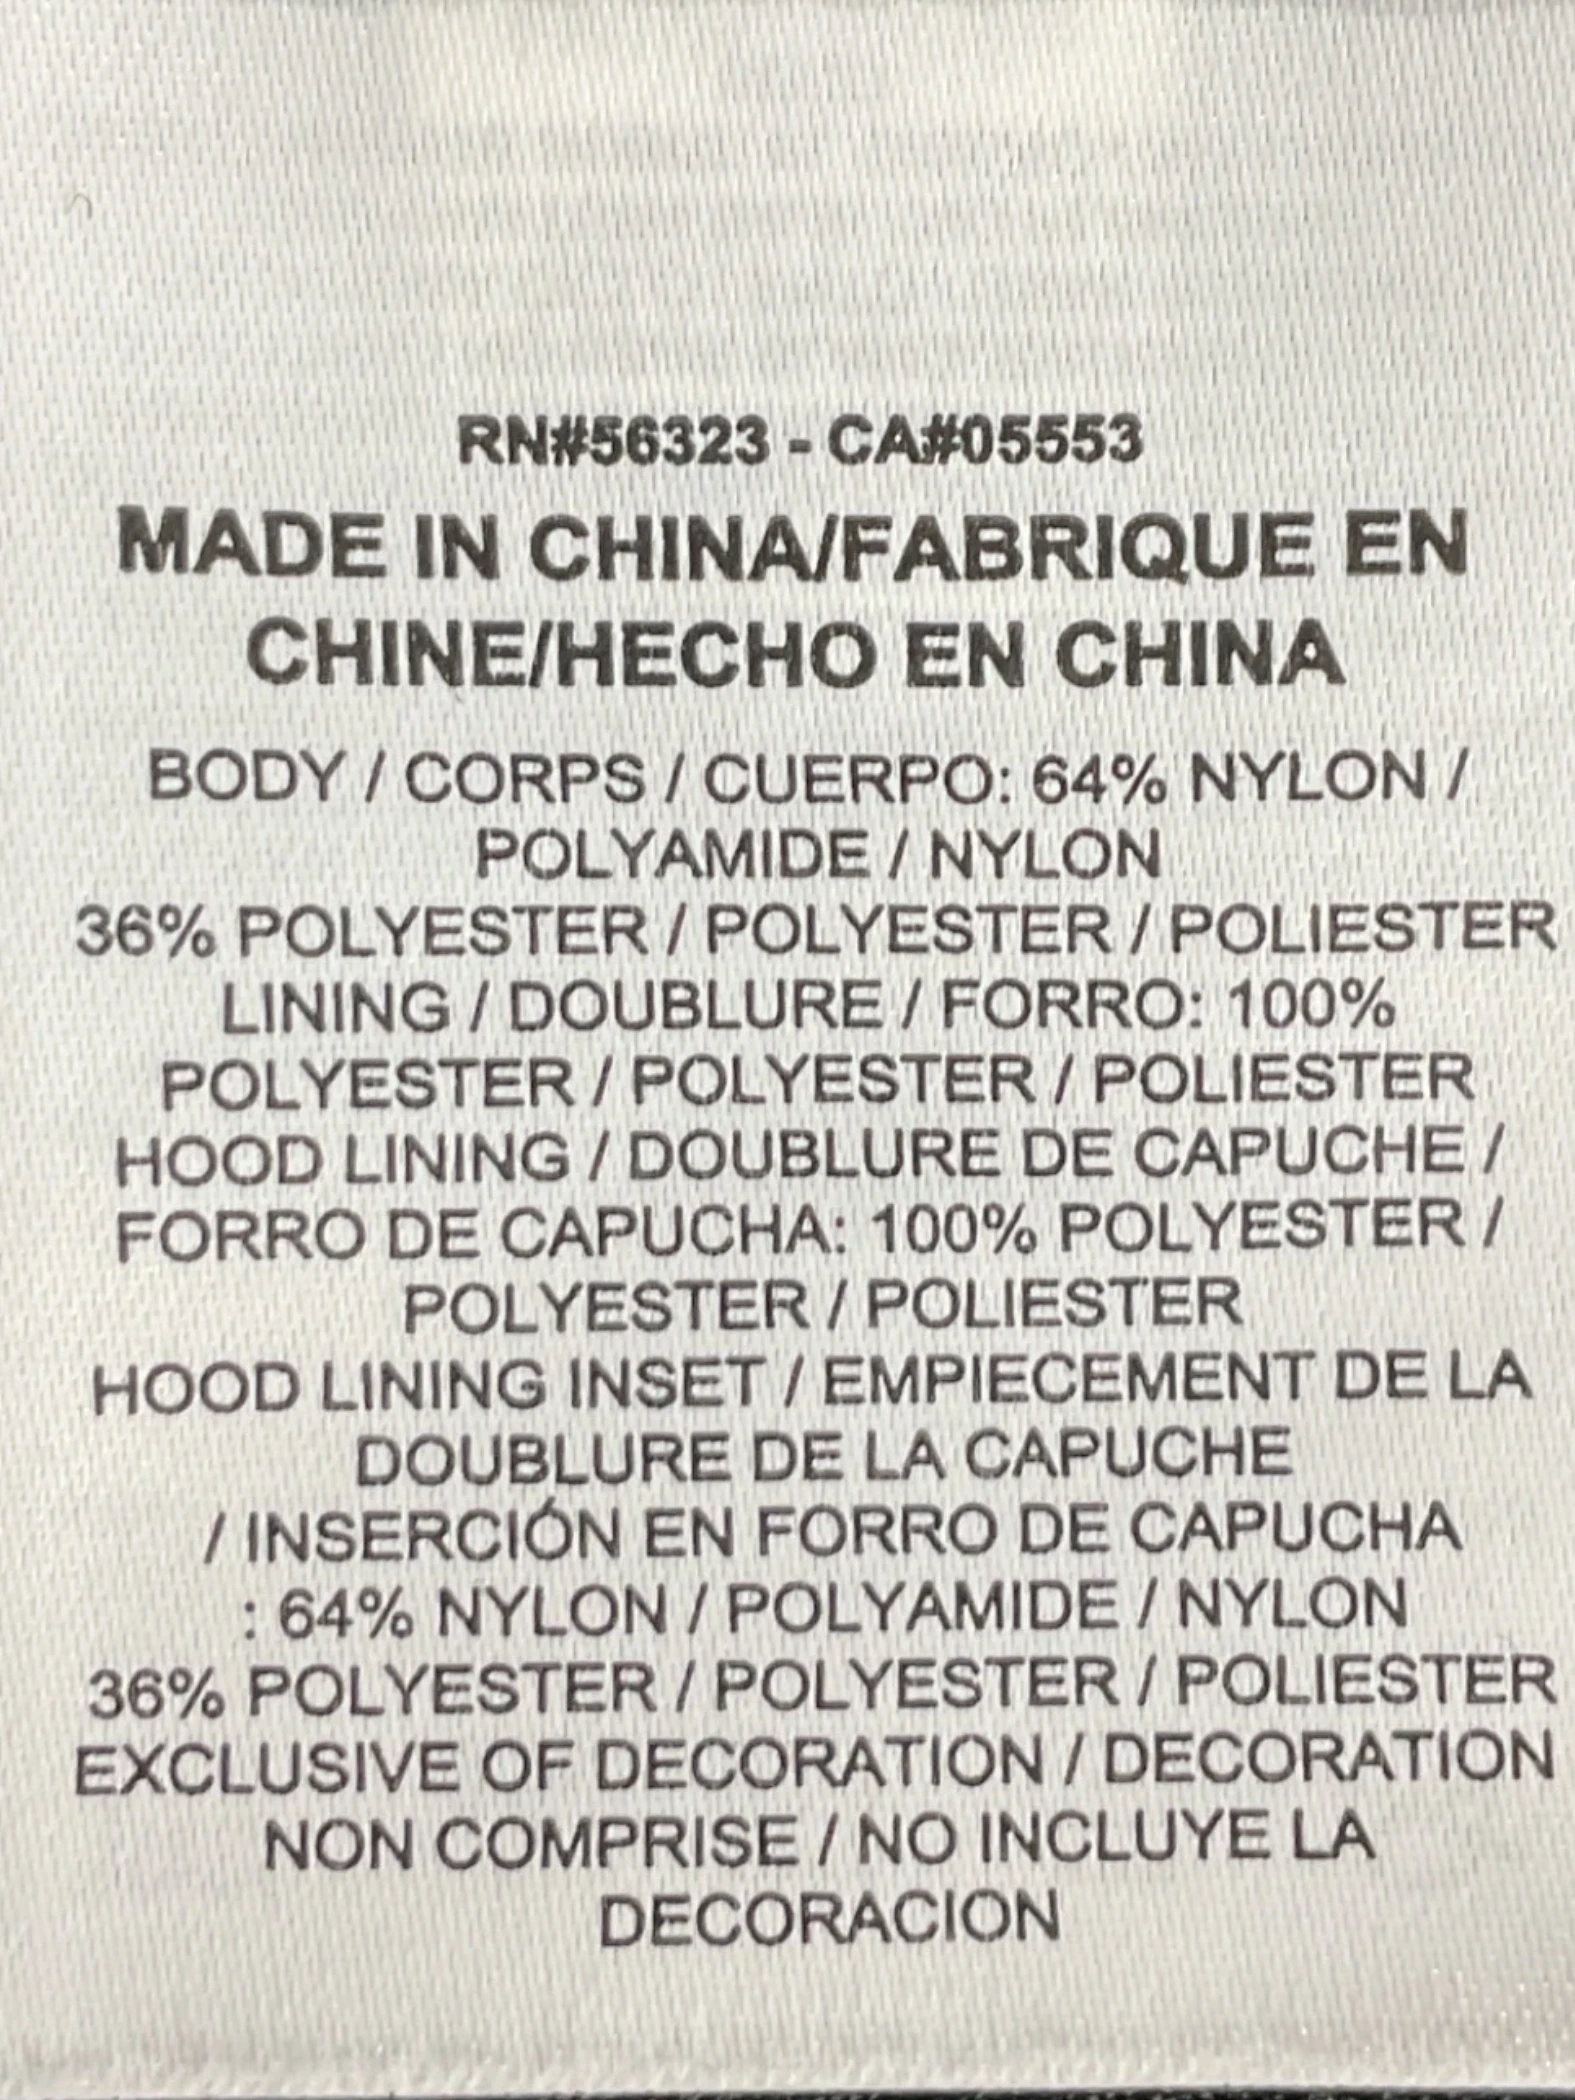 RN#56323 - CA#05553
MADE IN CHINA/FABRIQUE EN
CHINE/HECHO EN CHINA
BODY / CORPS / CUERPO: 64% NYLON /
POLYAMIDE / NYLON
36% POLYESTER / POLYESTER / POLIESTER
LINING / DOUBLURE / FORRO: 100%
POLYESTER / POLYESTER / POLIESTER
HOOD LINING / DOUBLURE DE CAPUCHE /
FORRO DE CAPUCHA: 100% POLYESTER /
POLYESTER / POLIESTER
HOOD LINING INSET / EMPIECEMENT DE LA
DOUBLURE DE LA CAPUCHE
/ INSERCIÓN EN FORRO DE CAPUCHA
: 64% NYLON / POLYAMIDE / NYLON
36% POLYESTER / POLYESTER / POLIESTER
EXCLUSIVE OF DECORATION / DECORATION
NON COMPRISE / NO INCLUYE LA
DECORACION